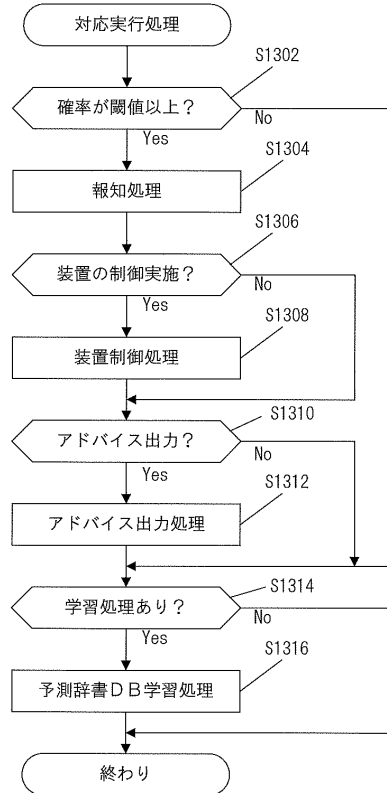 対応実行処理
S1302
確率が閾値以上?
No
Yes
S1304
報知処理
S1306
装置の制御実施?
No
Yes
S1308
装置制御処理
S1310
アドバイス出力?
No
Yes
S1312
アドバイス出力処理
S1314
学習処理あり?
No
Yes
S1316
予測辞書DB学習処理
終わり